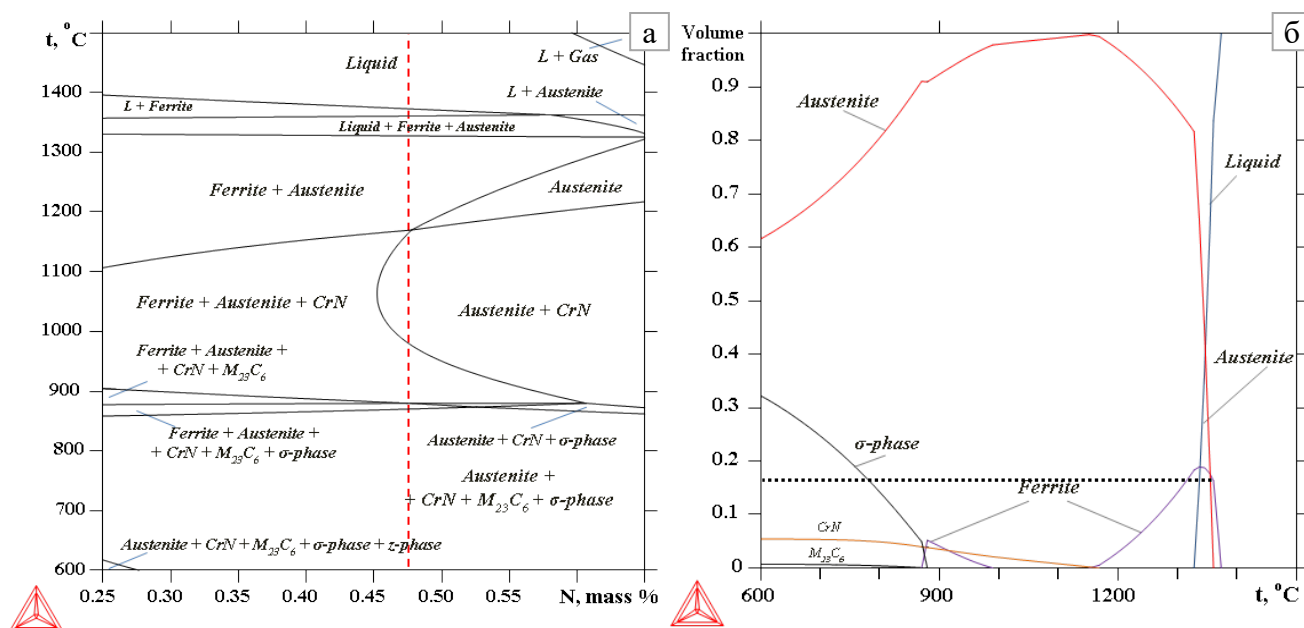 t, °C
а
Liquid
L + Gas
1400
L + Ferrite
L + Austenite
Liquid + Ferrite + Austenite
1300
Ferrite + Austenite
Austenite
1200
1100
Ferrite + Austenite + CrN
Austenite + CrN
1000
Ferrite + Austenite +
+ CrN + M23C6
900
Ferrite + Austenite +
+ CrN + M23C6 + σ-phase
Austenite + CrN + σ-phase
800
Austenite +
+ CrN + M23C6 + σ-phase
700
Austenite + CrN + M23C6 + σ-phase + z-phase
600
0.25
0.30
0.35
0.40
0.45
0.50
N, mass %
Volume
fraction
б
0.9
Austenite
0.8
Liquid
0.7
0.6
0.5
0.4
Austenite
0.3
σ-phase
0.2
Ferrite
0.1
CrN
M23C6
0
600
900
1200
t, °C